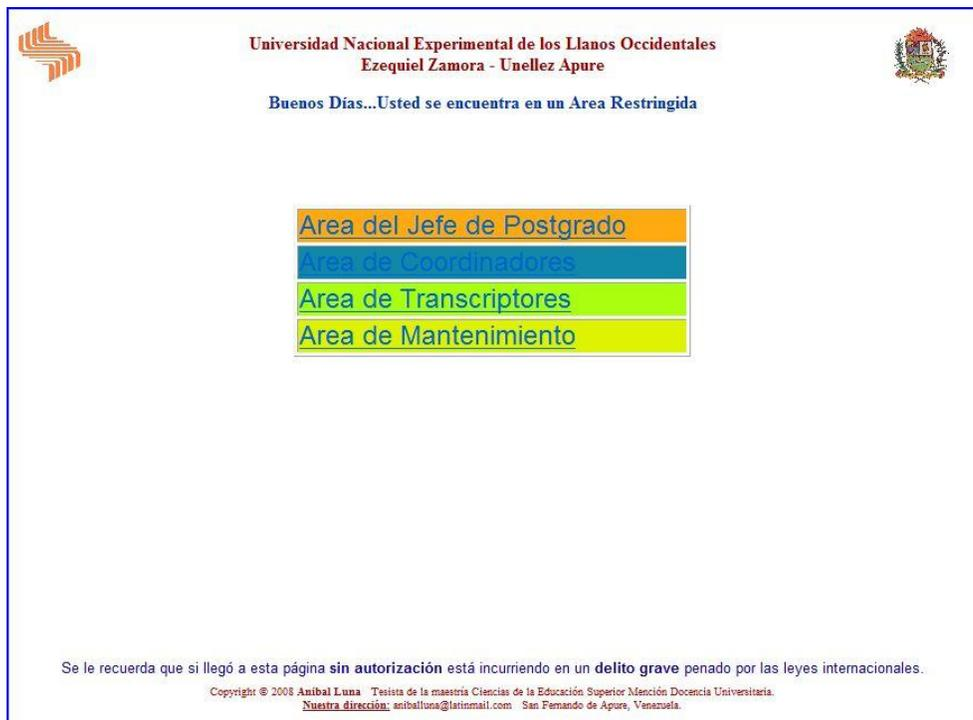 Universidad Nacional Experimental de los Llanos Occidentales
Ezequiel Zamora - Unellez Apure
Buenos Días...Usted se encuentra en un Area Restringida
Area del Jefe de Postgrado
Area de Coordinadores
Area de Transcriptores
Area de Mantenimiento
Se le recuerda que si llegó a esta página sin autorización está incurriendo en un delito grave penado por las leyes internacionales.
Copyright © 2008 Anibal Luna Tesista de la maestría Ciencias de la Educación Superior Mención Docencia Universitaria.
Nuestra dirección: aniballuna@latinmail.com San Fernando de Apure, Venezuela.